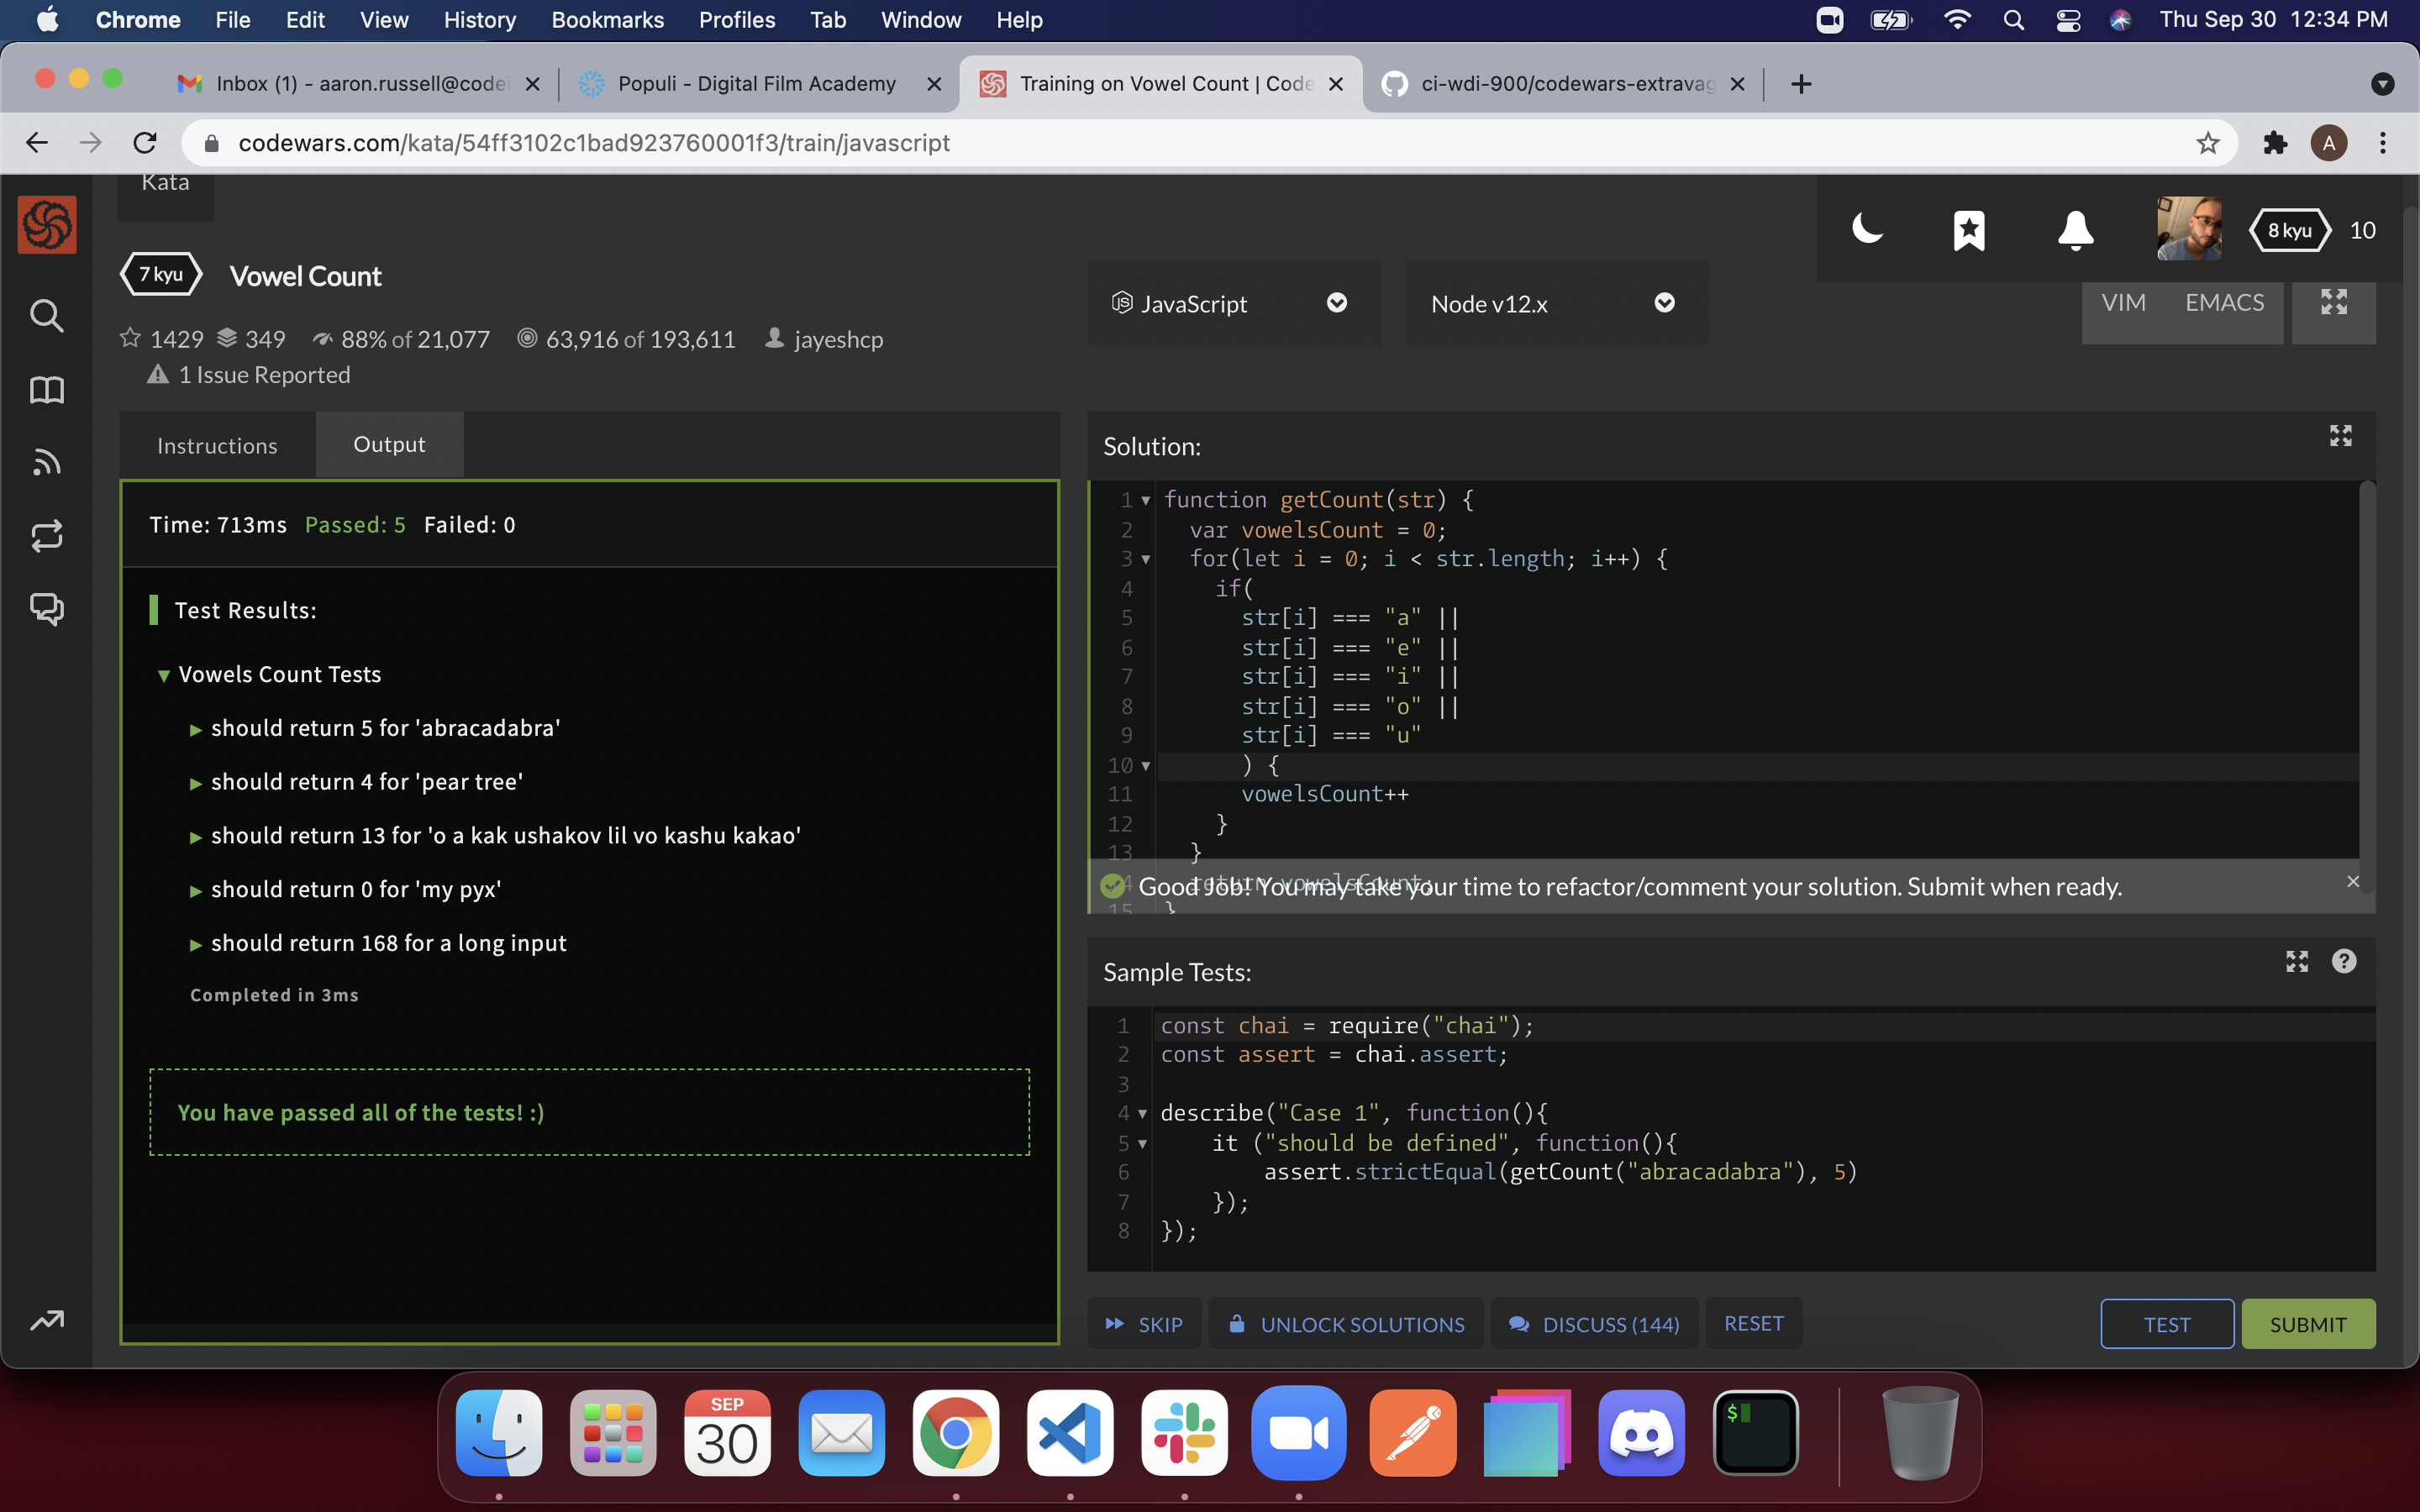 Chrome File Edit View History Bookmarks Profiles Tab Window Help Thu Sep 30 12:34 PM
Inbox (1) - aaron.russell@codei Populi - Digital Film Academy Training on Vowel Count | Code ci-wdi-900/codewars-extravag
codewars.com/kata/54ff3102c1bad923760001f3/train/javascript A
Kata
8 kyu 10
7 kyu Vowel Count
JavaScript Node v12.x VIM EMACS
1429 349 88% of 21,077 63,916 of 193,611 jayeshcp
1 Issue Reported
Instructions Output
Time: 713ms Passed: 5 Failed: 0
Test Results:
Vowels Count Tests
should return 5 for 'abracadabra'
should return 4 for 'pear tree'
should return 13 for 'o a kak ushakov lil vo kashu kakao'
should return 0 for 'my pyx'
should return 168 for a long input
Completed in 3ms
You have passed all of the tests! :)
Solution:
1 function getCount(str) {
2 var vowelsCount = 0;
3 for(let i = 0; i < str.length; i++) {
4 if(
5 str[i] === "a" ||
6 str[i] === "e" ||
7 str[i] === "i" ||
8 str[i] === "o" ||
9 str[i] === "u"
10 ) {
11 vowelsCount++
12 }
13 }
14 return vowelsCount;
Good Job! You may take your time to refactor/comment your solution. Submit when ready.
15 }
Sample Tests:
1 const chai = require("chai");
2 const assert = chai.assert;
3
4 describe("Case 1", function(){
5 it ("should be defined", function(){
6 assert.strictEqual(getCount("abracadabra"), 5)
7 });
8 });
SKIP UNLOCK SOLUTIONS DISCUSS (144) RESET TEST SUBMIT
SEP
30
$